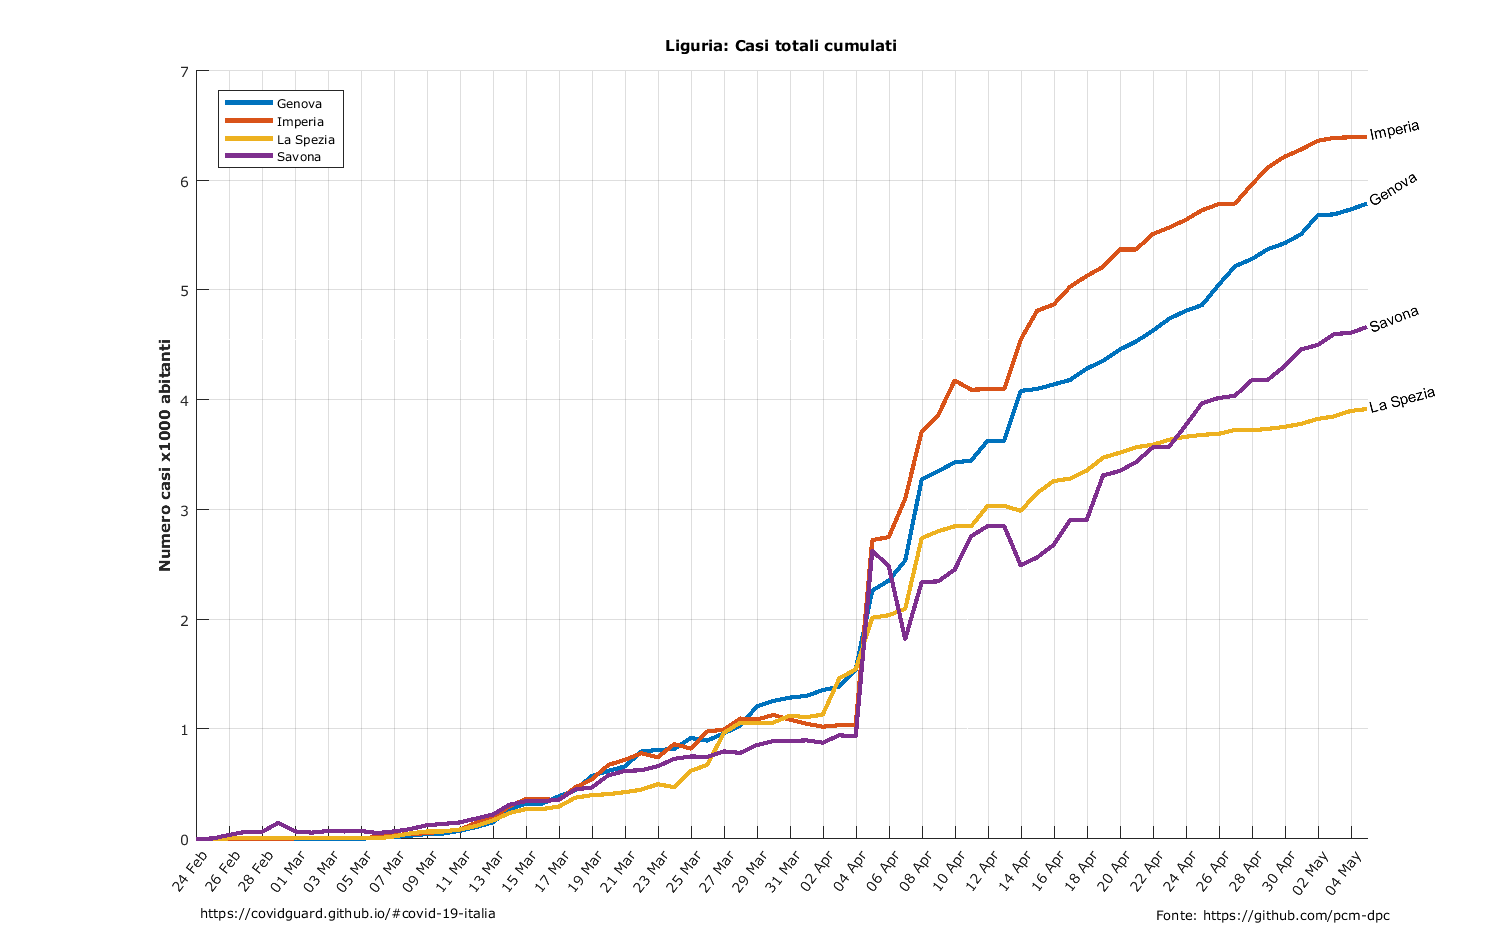 Liguria: Casi totali cumulati
Numero casi x1000 abitanti
7
6
5
4
3
2
1
0
Genova
Imperia
La Spezia
Savona
Imperia
Genova
Savona
La Spezia
24 Feb
26 Feb
28 Feb
01 Mar
03 Mar
05 Mar
07 Mar
09 Mar
11 Mar
13 Mar
15 Mar
17 Mar
19 Mar
21 Mar
23 Mar
25 Mar
27 Mar
29 Mar
31 Mar
02 Apr
04 Apr
06 Apr
08 Apr
10 Apr
12 Apr
14 Apr
16 Apr
18 Apr
20 Apr
22 Apr
24 Apr
26 Apr
28 Apr
30 Apr
02 May
04 May
https://covidguard.github.io/#covid-19-italia
Fonte: https://github.com/pcm-dpc